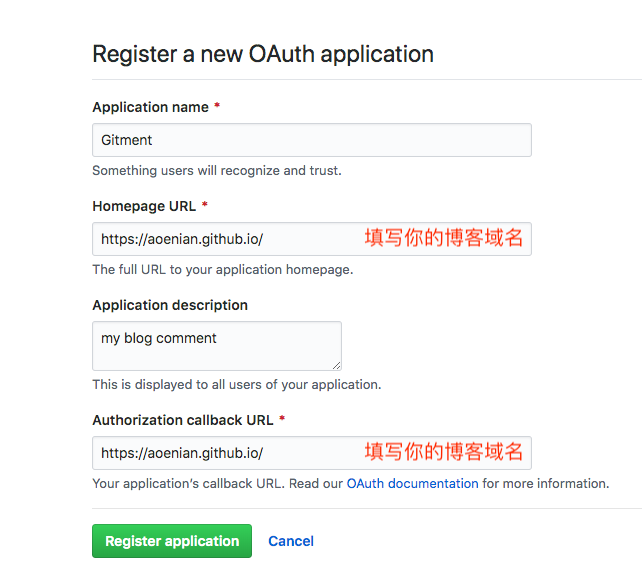 Register a new OAuth application
Application name *
Gitment
Something users will recognize and trust.
Homepage URL *
https://aoenian.github.io/ 填写你的博客域名
The full URL to your application homepage.
Application description
my blog comment
This is displayed to all users of your application.
Authorization callback URL *
https://aoenian.github.io/ 填写你的博客域名
Your application’s callback URL. Read our OAuth documentation for more information.
Register application Cancel